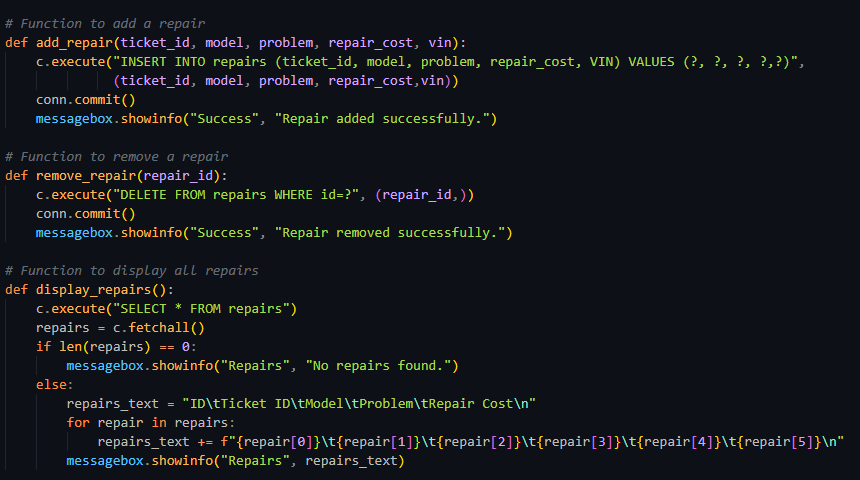 # Function to add a repair
def add_repair(ticket_id, model, problem, repair_cost, vin):
    c.execute("INSERT INTO repairs (ticket_id, model, problem, repair_cost, VIN) VALUES (?, ?, ?, ?,?)",
              (ticket_id, model, problem, repair_cost,vin))
    conn.commit()
    messagebox.showinfo("Success", "Repair added successfully.")

# Function to remove a repair
def remove_repair(repair_id):
    c.execute("DELETE FROM repairs WHERE id=?", (repair_id,))
    conn.commit()
    messagebox.showinfo("Success", "Repair removed successfully.")

# Function to display all repairs
def display_repairs():
    c.execute("SELECT * FROM repairs")
    repairs = c.fetchall()
    if len(repairs) == 0:
        messagebox.showinfo("Repairs", "No repairs found.")
    else:
        repairs_text = "ID\tTicket ID\tModel\tProblem\tRepair Cost\n"
        for repair in repairs:
            repairs_text += f"{repair[0]}\t{repair[1]}\t{repair[2]}\t{repair[3]}\t{repair[4]}\t{repair[5]}\n"
        messagebox.showinfo("Repairs", repairs_text)